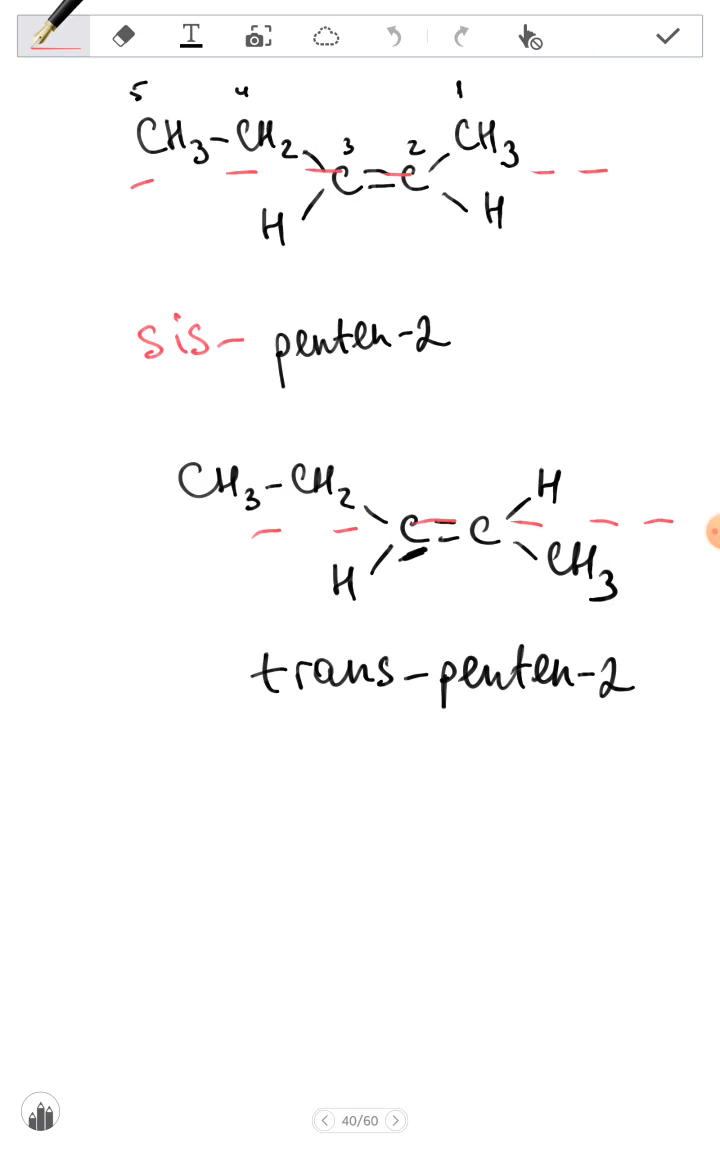 5 4 1
CH3-CH2 3 2 CH3
C=C
H H
sis- penten-2
CH3-CH2 H
C=C
H CH3
trans-penten-2
40/60